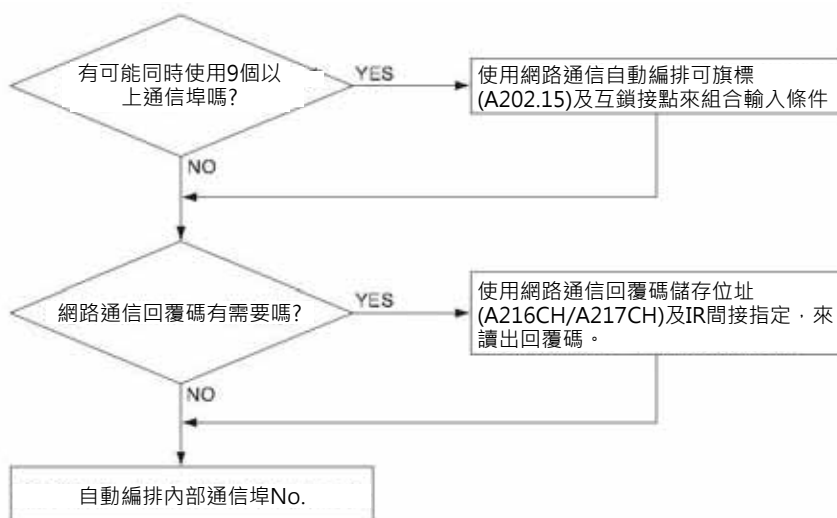 有可能同時使用9個以
上通信埠嗎?
YES
使用網路通信自動編排可旗標
(A202.15)及互鎖接點來組合輸入條件
NO
網路通信回覆碼有需要嗎?
YES
使用網路通信回覆碼儲存位址
(A216CH/A217CH)及IR間接指定，來
讀出回覆碼。
NO
自動編排內部通信埠No.